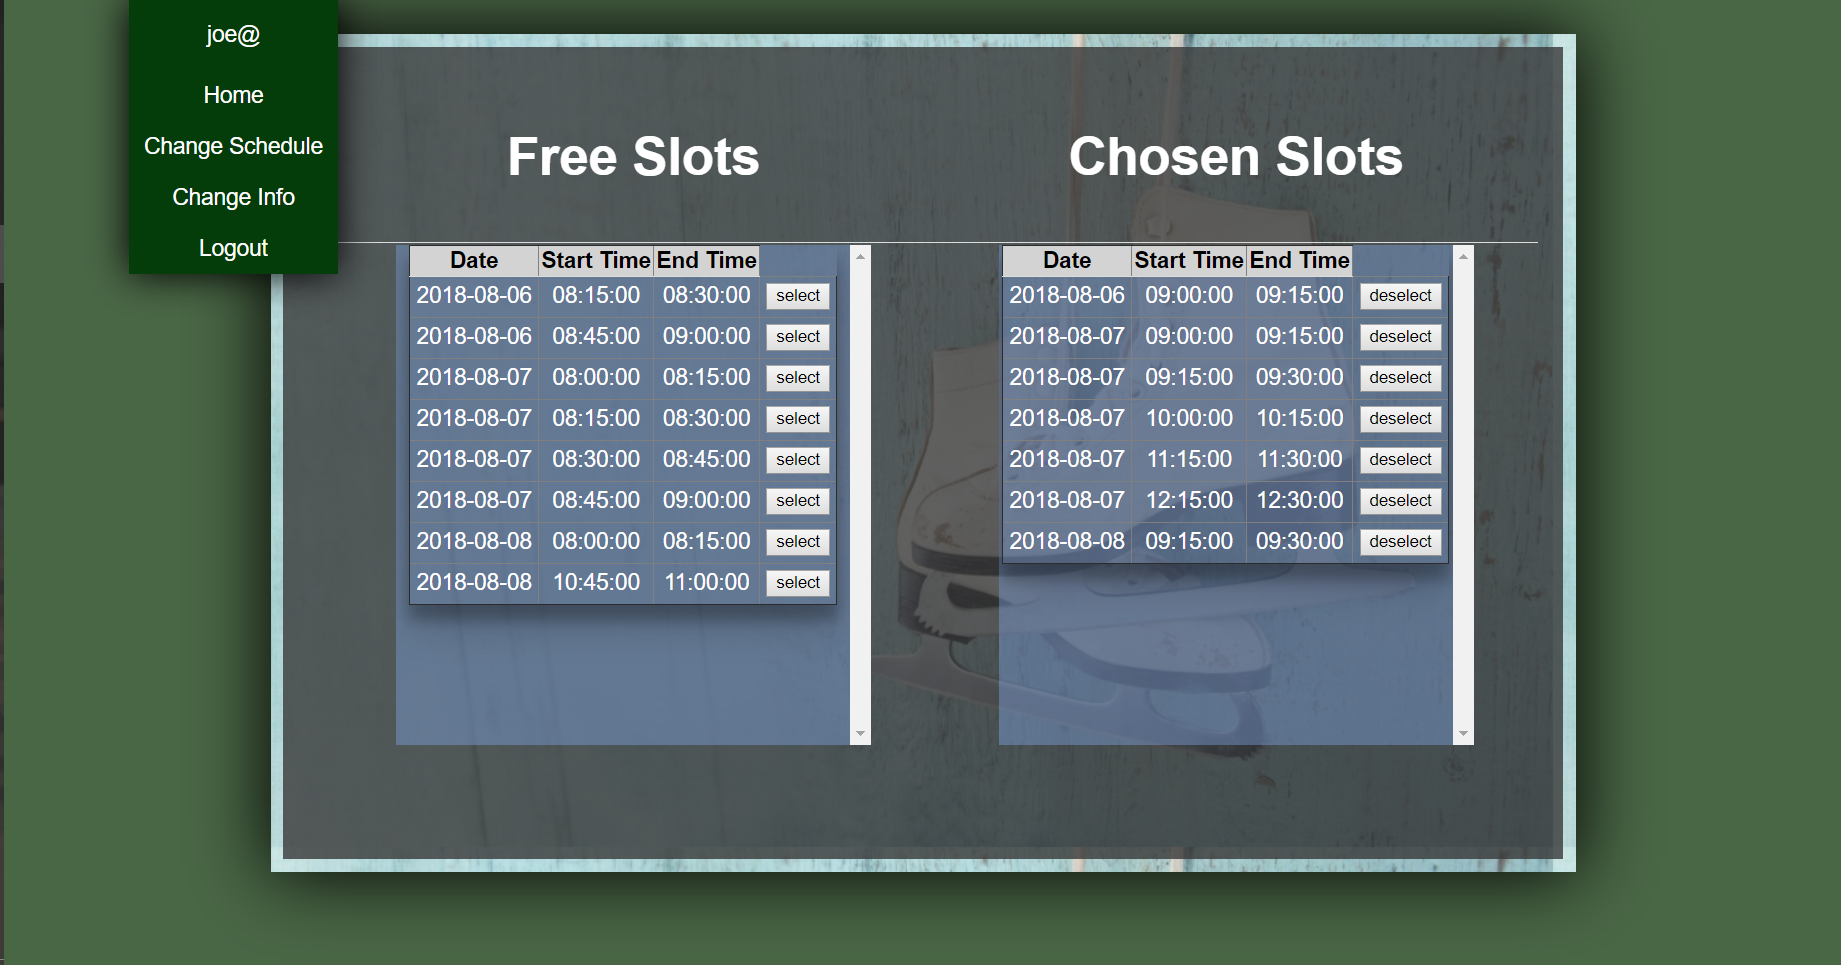 joe@
Home
Change Schedule
Change Info
Logout
Free Slots
Date Start Time End Time
2018-08-06 08:15:00 08:30:00 select
2018-08-06 08:45:00 09:00:00 select
2018-08-07 08:00:00 08:15:00 select
2018-08-07 08:15:00 08:30:00 select
2018-08-07 08:30:00 08:45:00 select
2018-08-07 08:45:00 09:00:00 select
2018-08-08 08:00:00 08:15:00 select
2018-08-08 10:45:00 11:00:00 select
Chosen Slots
Date Start Time End Time
2018-08-06 09:00:00 09:15:00 deselect
2018-08-07 09:00:00 09:15:00 deselect
2018-08-07 09:15:00 09:30:00 deselect
2018-08-07 10:00:00 10:15:00 deselect
2018-08-07 11:15:00 11:30:00 deselect
2018-08-07 12:15:00 12:30:00 deselect
2018-08-08 09:15:00 09:30:00 deselect